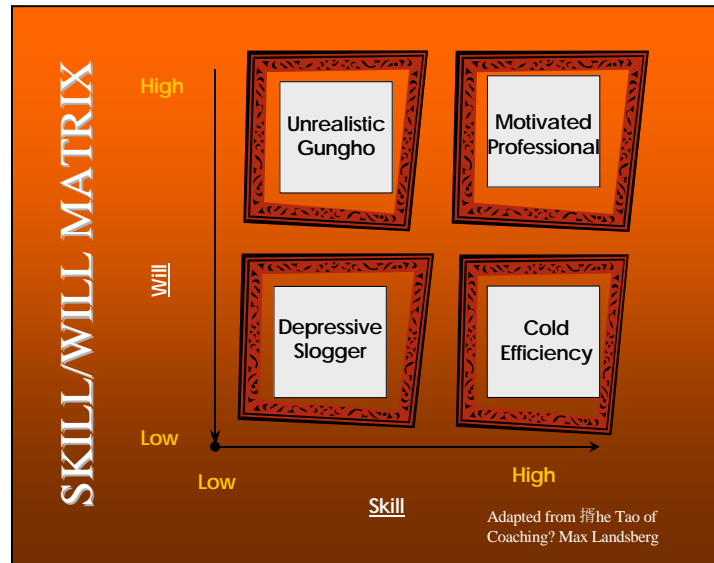 SKILL/WILL MATRIX
High
Unrealistic
Gungho
Motivated
Professional
Will
Depressive
Slogger
Cold
Efficiency
Low
Low
High
Skill
Adapted from 揟he Tao of
Coaching? Max Landsberg